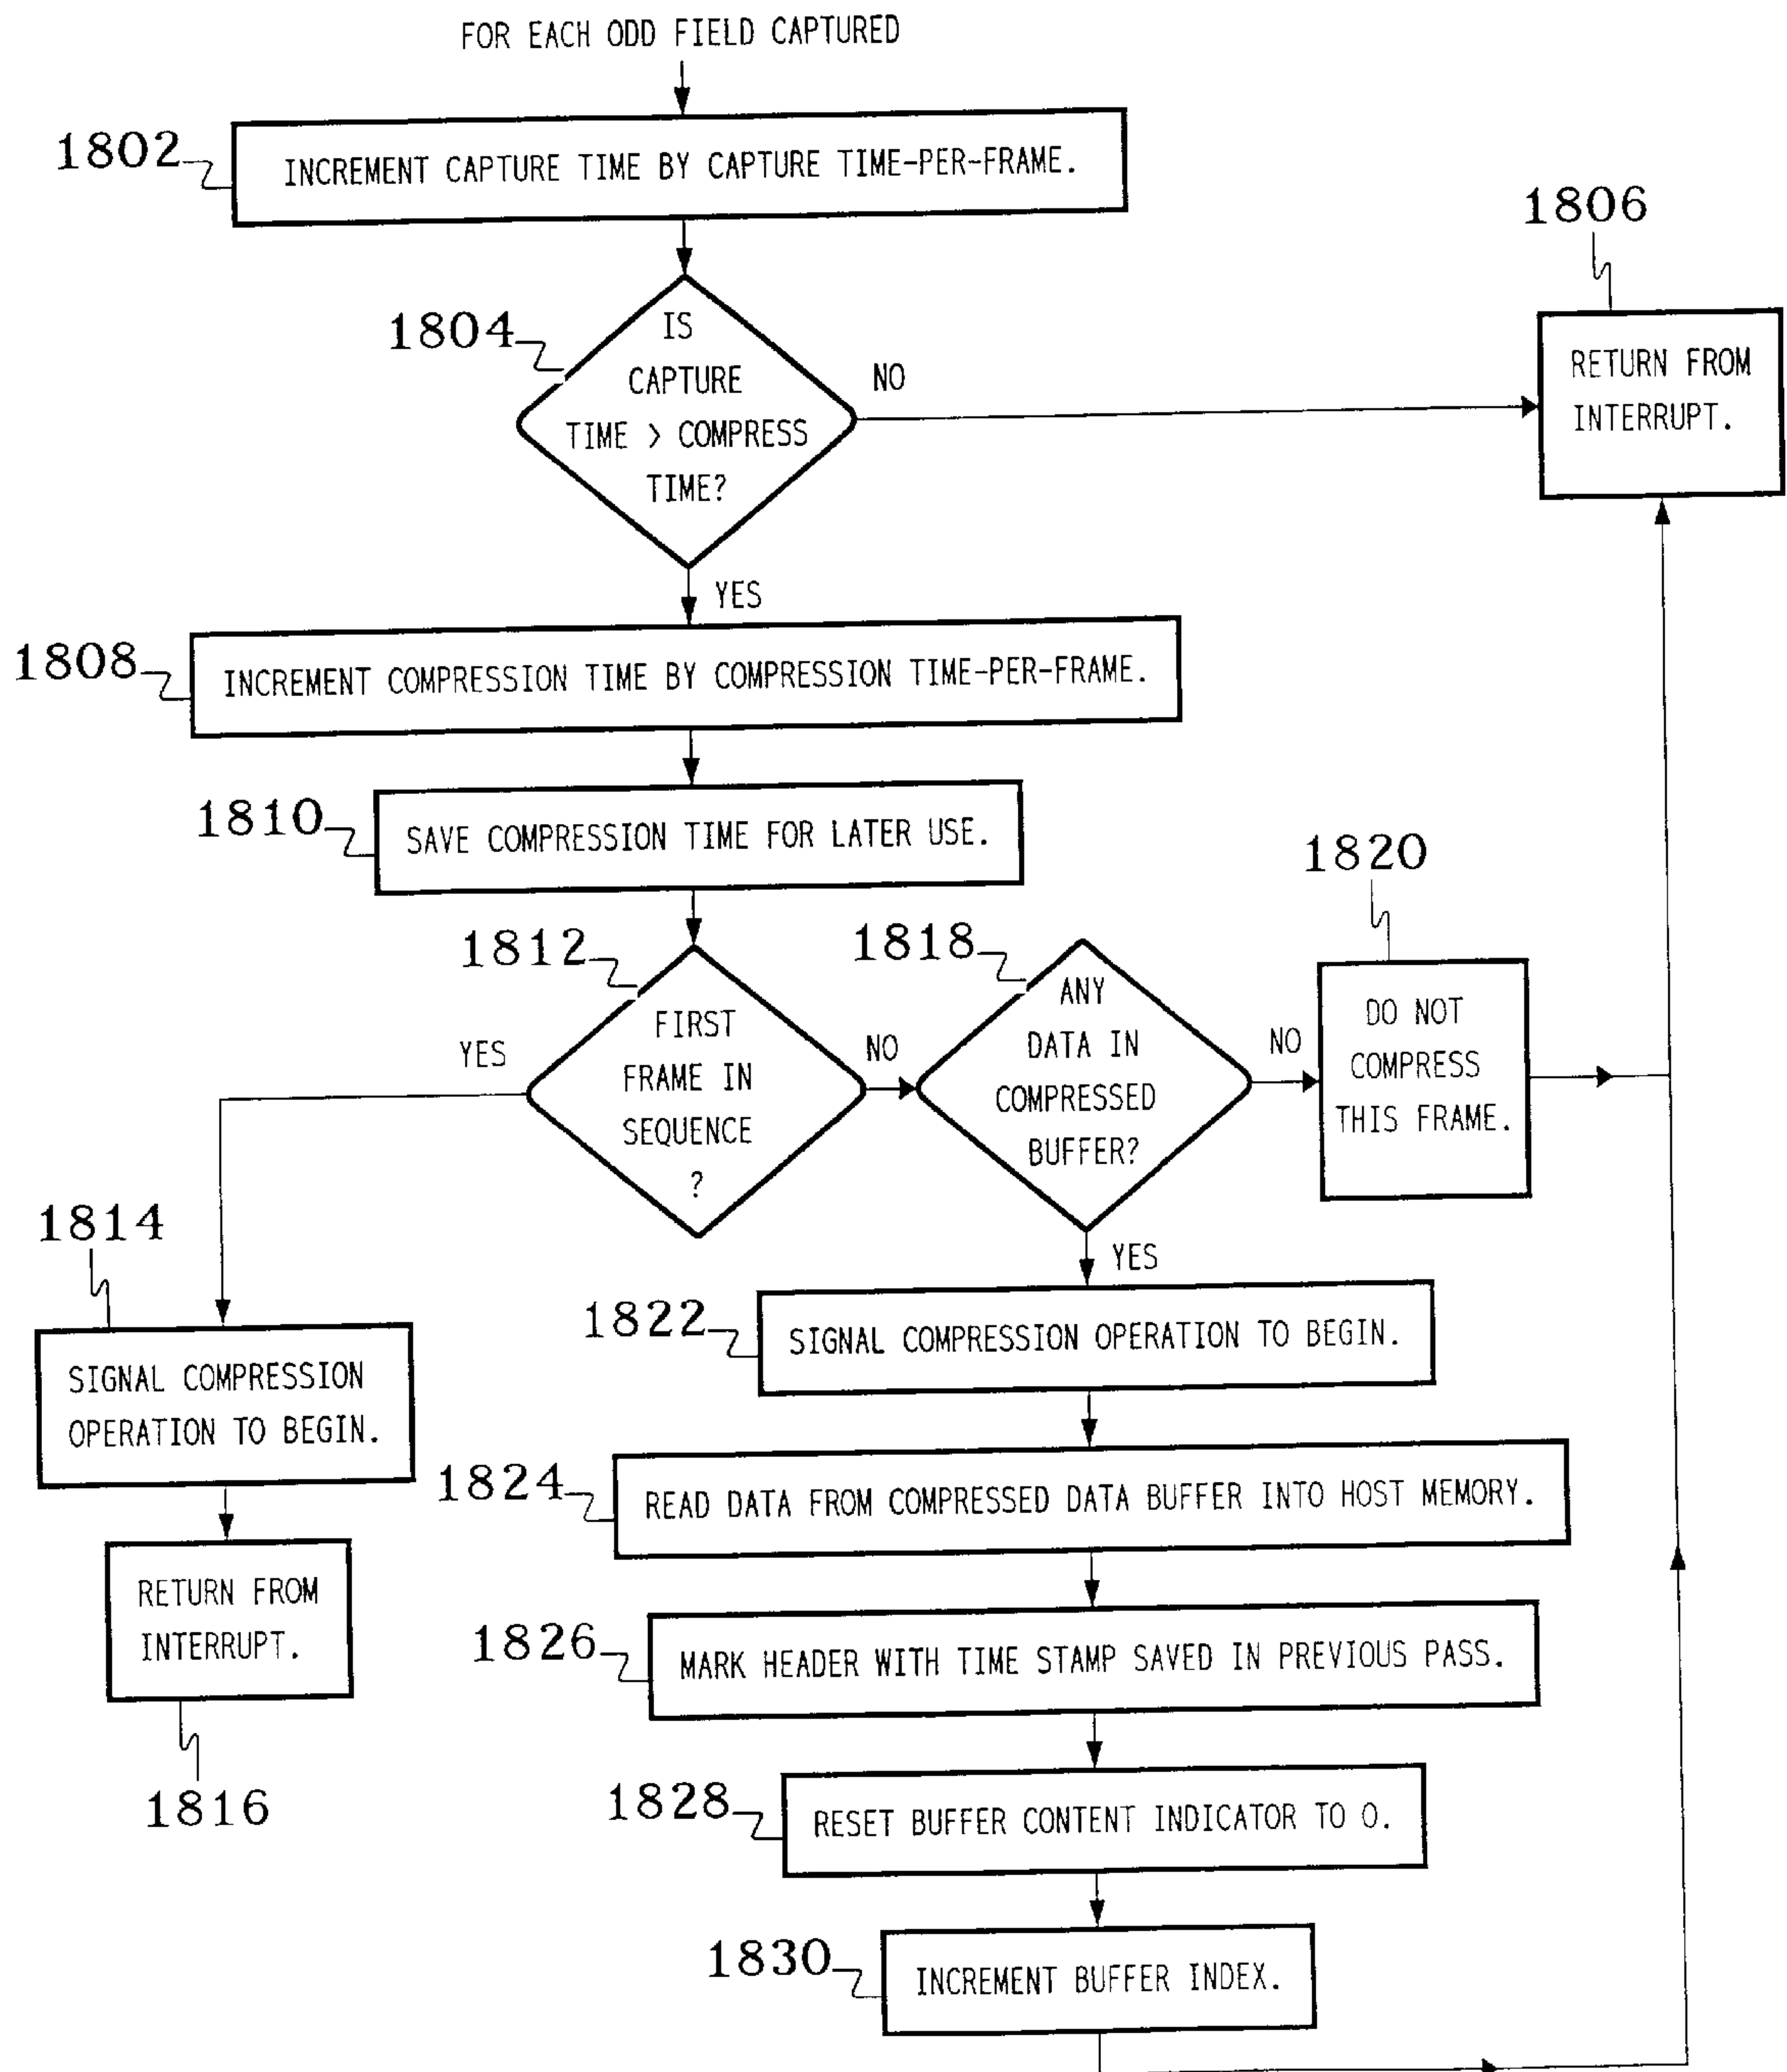 FOR EACH ODD FIELD CAPTURED
1802
INCREMENT CAPTURE TIME BY CAPTURE TIME-PER-FRAME.
1806
RETURN FROM
INTERRUPT.
1804
IS
CAPTURE
TIME > COMPRESS
TIME?
NO
YES
1808
INCREMENT COMPRESSION TIME BY COMPRESSION TIME-PER-FRAME.
1810
SAVE COMPRESSION TIME FOR LATER USE.
1812
FIRST
FRAME IN
SEQUENCE
?
YES
NO
1818
ANY
DATA IN
COMPRESSED
BUFFER?
NO
1820
DO NOT
COMPRESS
THIS FRAME.
YES
1814
SIGNAL COMPRESSION
OPERATION TO BEGIN.
RETURN FROM
INTERRUPT.
1816
1822
SIGNAL COMPRESSION OPERATION TO BEGIN.
1824
READ DATA FROM COMPRESSED DATA BUFFER INTO HOST MEMORY.
1826
MARK HEADER WITH TIME STAMP SAVED IN PREVIOUS PASS.
1828
RESET BUFFER CONTENT INDICATOR TO 0.
1830
INCREMENT BUFFER INDEX.